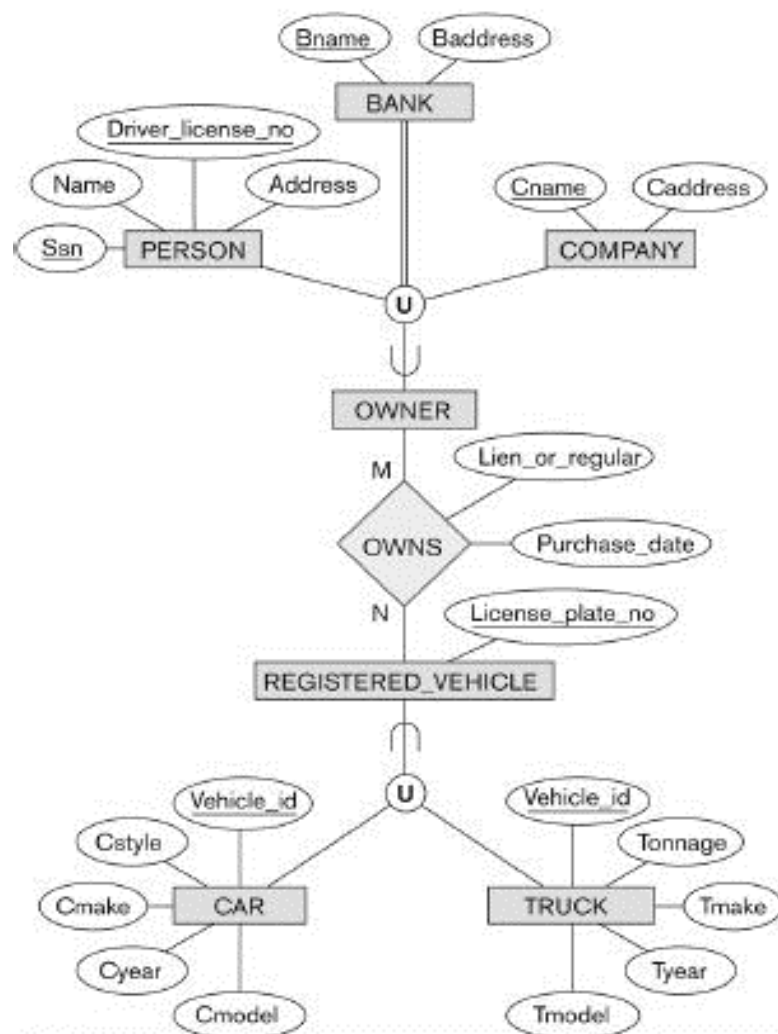 Bname Baddress
BANK
Driver_license_no
Name Address Cname Caddress
Ssn PERSON COMPANY
U
OWNER
M Lien_or_regular
OWNS Purchase_date
N License_plate_no
REGISTERED_VEHICLE
U
Vehicle_id Vehicle_id
Cstyle Tonnage
Cmake CAR TRUCK Tmake
Cyear Tyear
Cmodel Tmodel